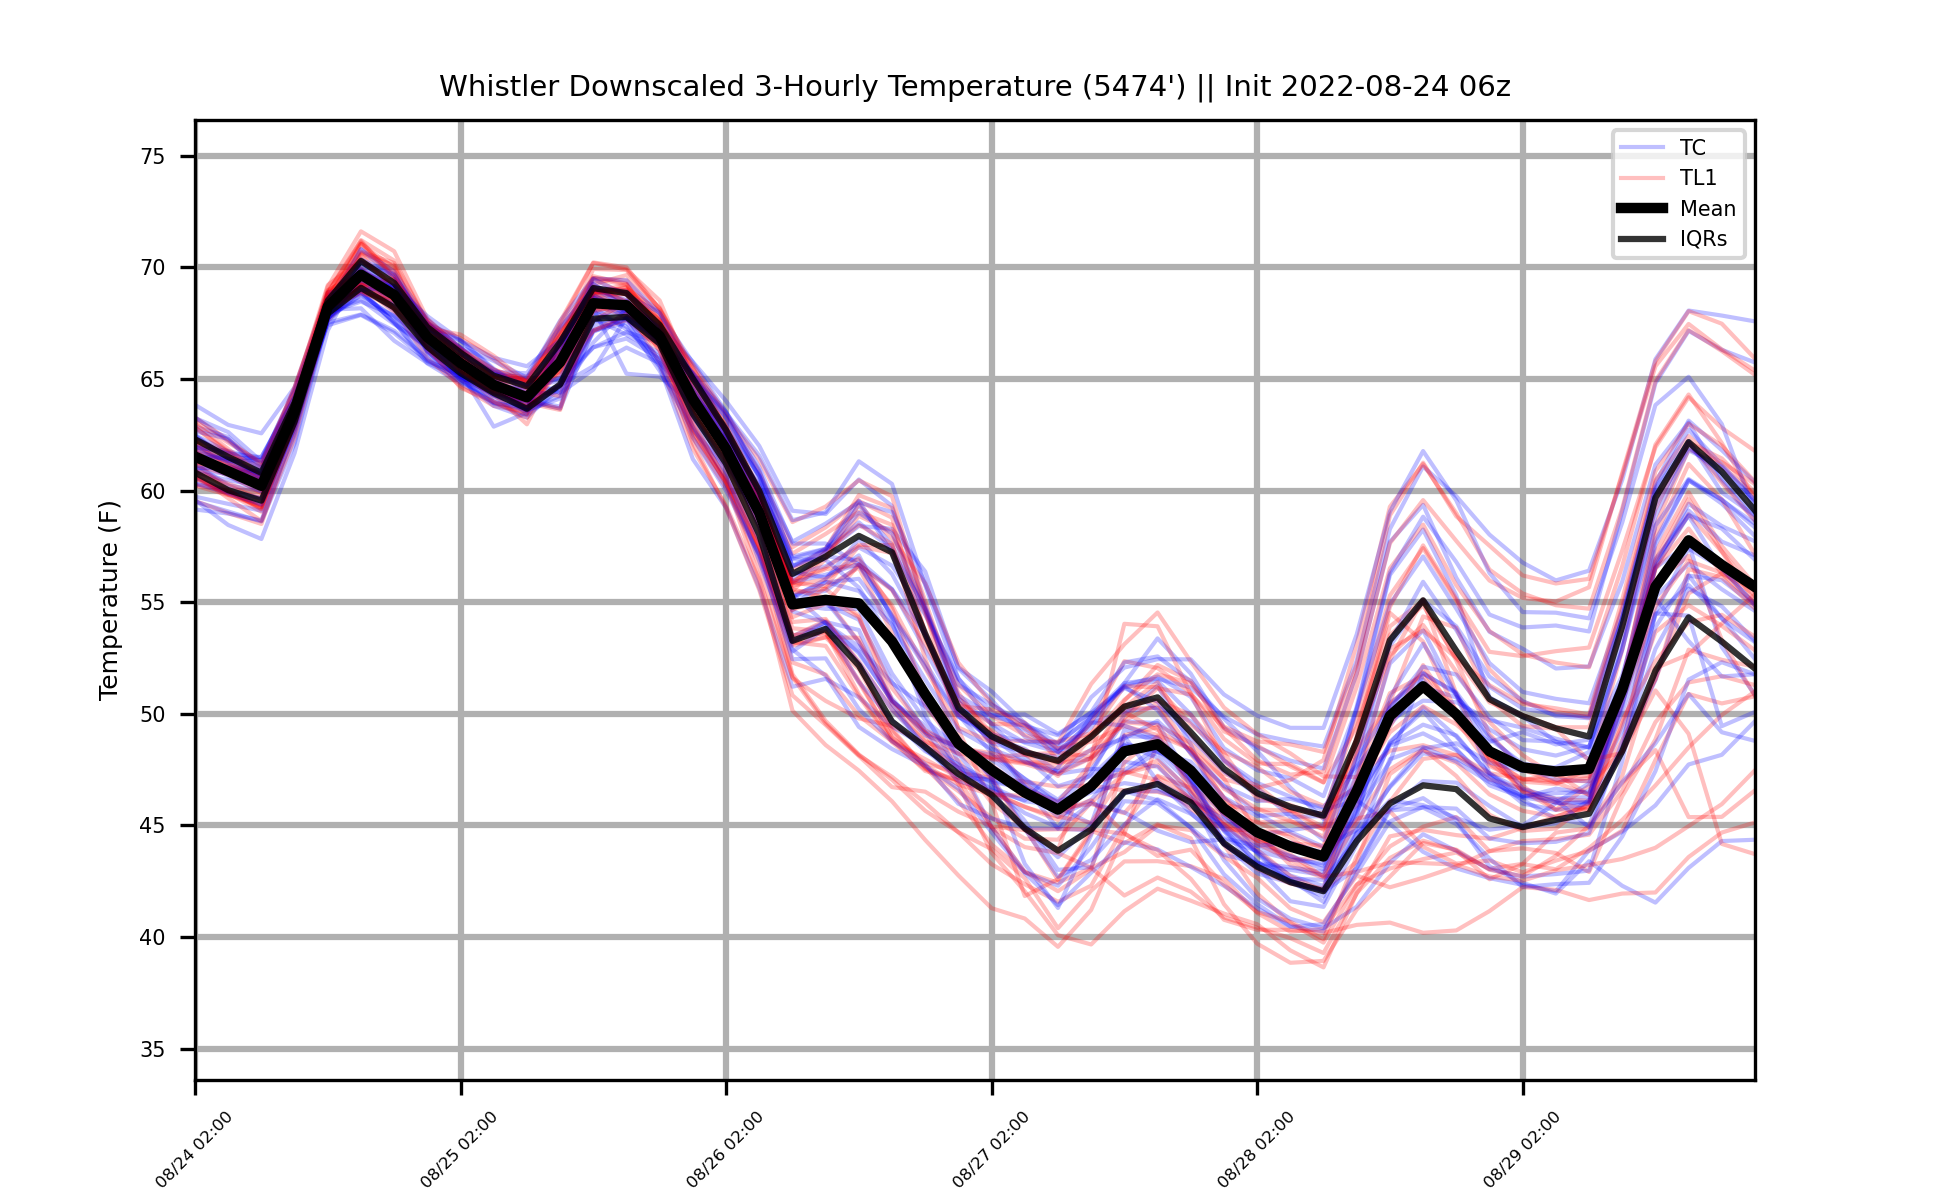 Whistler Downscaled 3-Hourly Temperature (5474') || Init 2022-08-24 06z
TC
TL1
Mean
IQRs
Temperature (F)
75
70
65
60
55
50
45
40
35
08/24 02:00
08/25 02:00
08/26 02:00
08/27 02:00
08/28 02:00
08/29 02:00